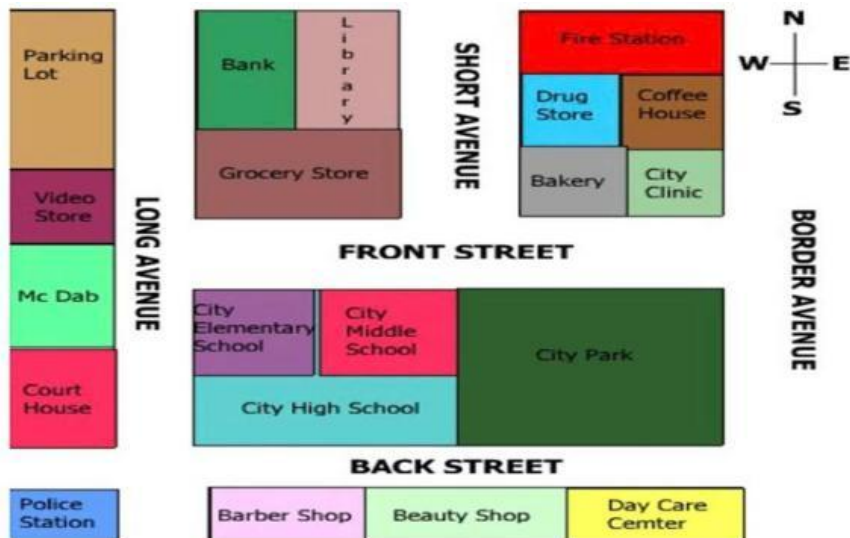 Parking
Lot
Bank
Library
SHORT AVENUE
Fire Station
N
W E
S
Drug
Store
Coffee
House
Grocery Store
Bakery
City
Clinic
Video
Store
LONG AVENUE
FRONT STREET
BORDER AVENUE
Mc Dab
City
Elementary
School
City
Middle
School
City Park
Court
House
City High School
BACK STREET
Police
Station
Barber Shop
Beauty Shop
Day Care
Cemter